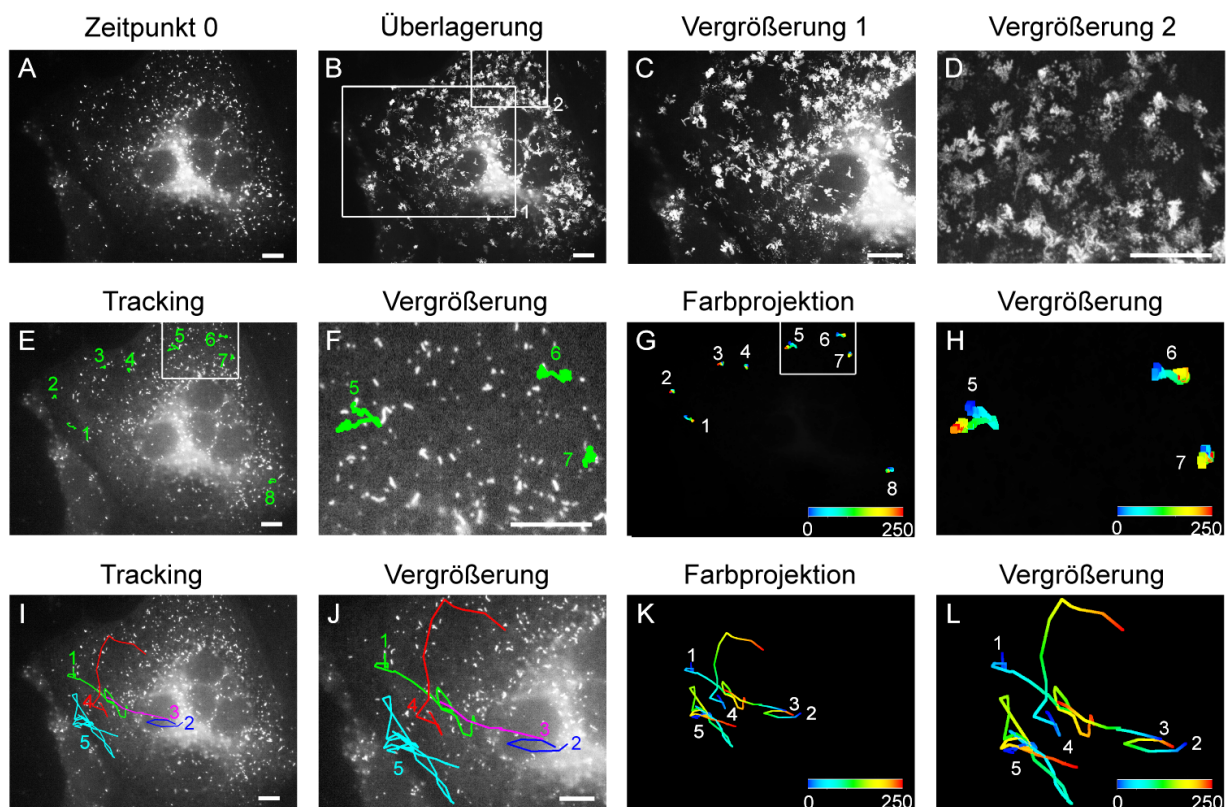 Zeitpunkt 0 Überlagerung Vergrößerung 1 Vergrößerung 2
A B C D
2
1
Tracking Vergrößerung Farbprojektion Vergrößerung
E F G H
1 2 3 4 5 6 7 8
5 6 7
1 2 3 4 5 6 7 8
0 250
5 6 7
0 250
Tracking Vergrößerung Farbprojektion Vergrößerung
I J K L
1 2 3 4 5
1 2 3 4 5
1 2 3 4 5
0 250
1 2 3 4 5
0 250